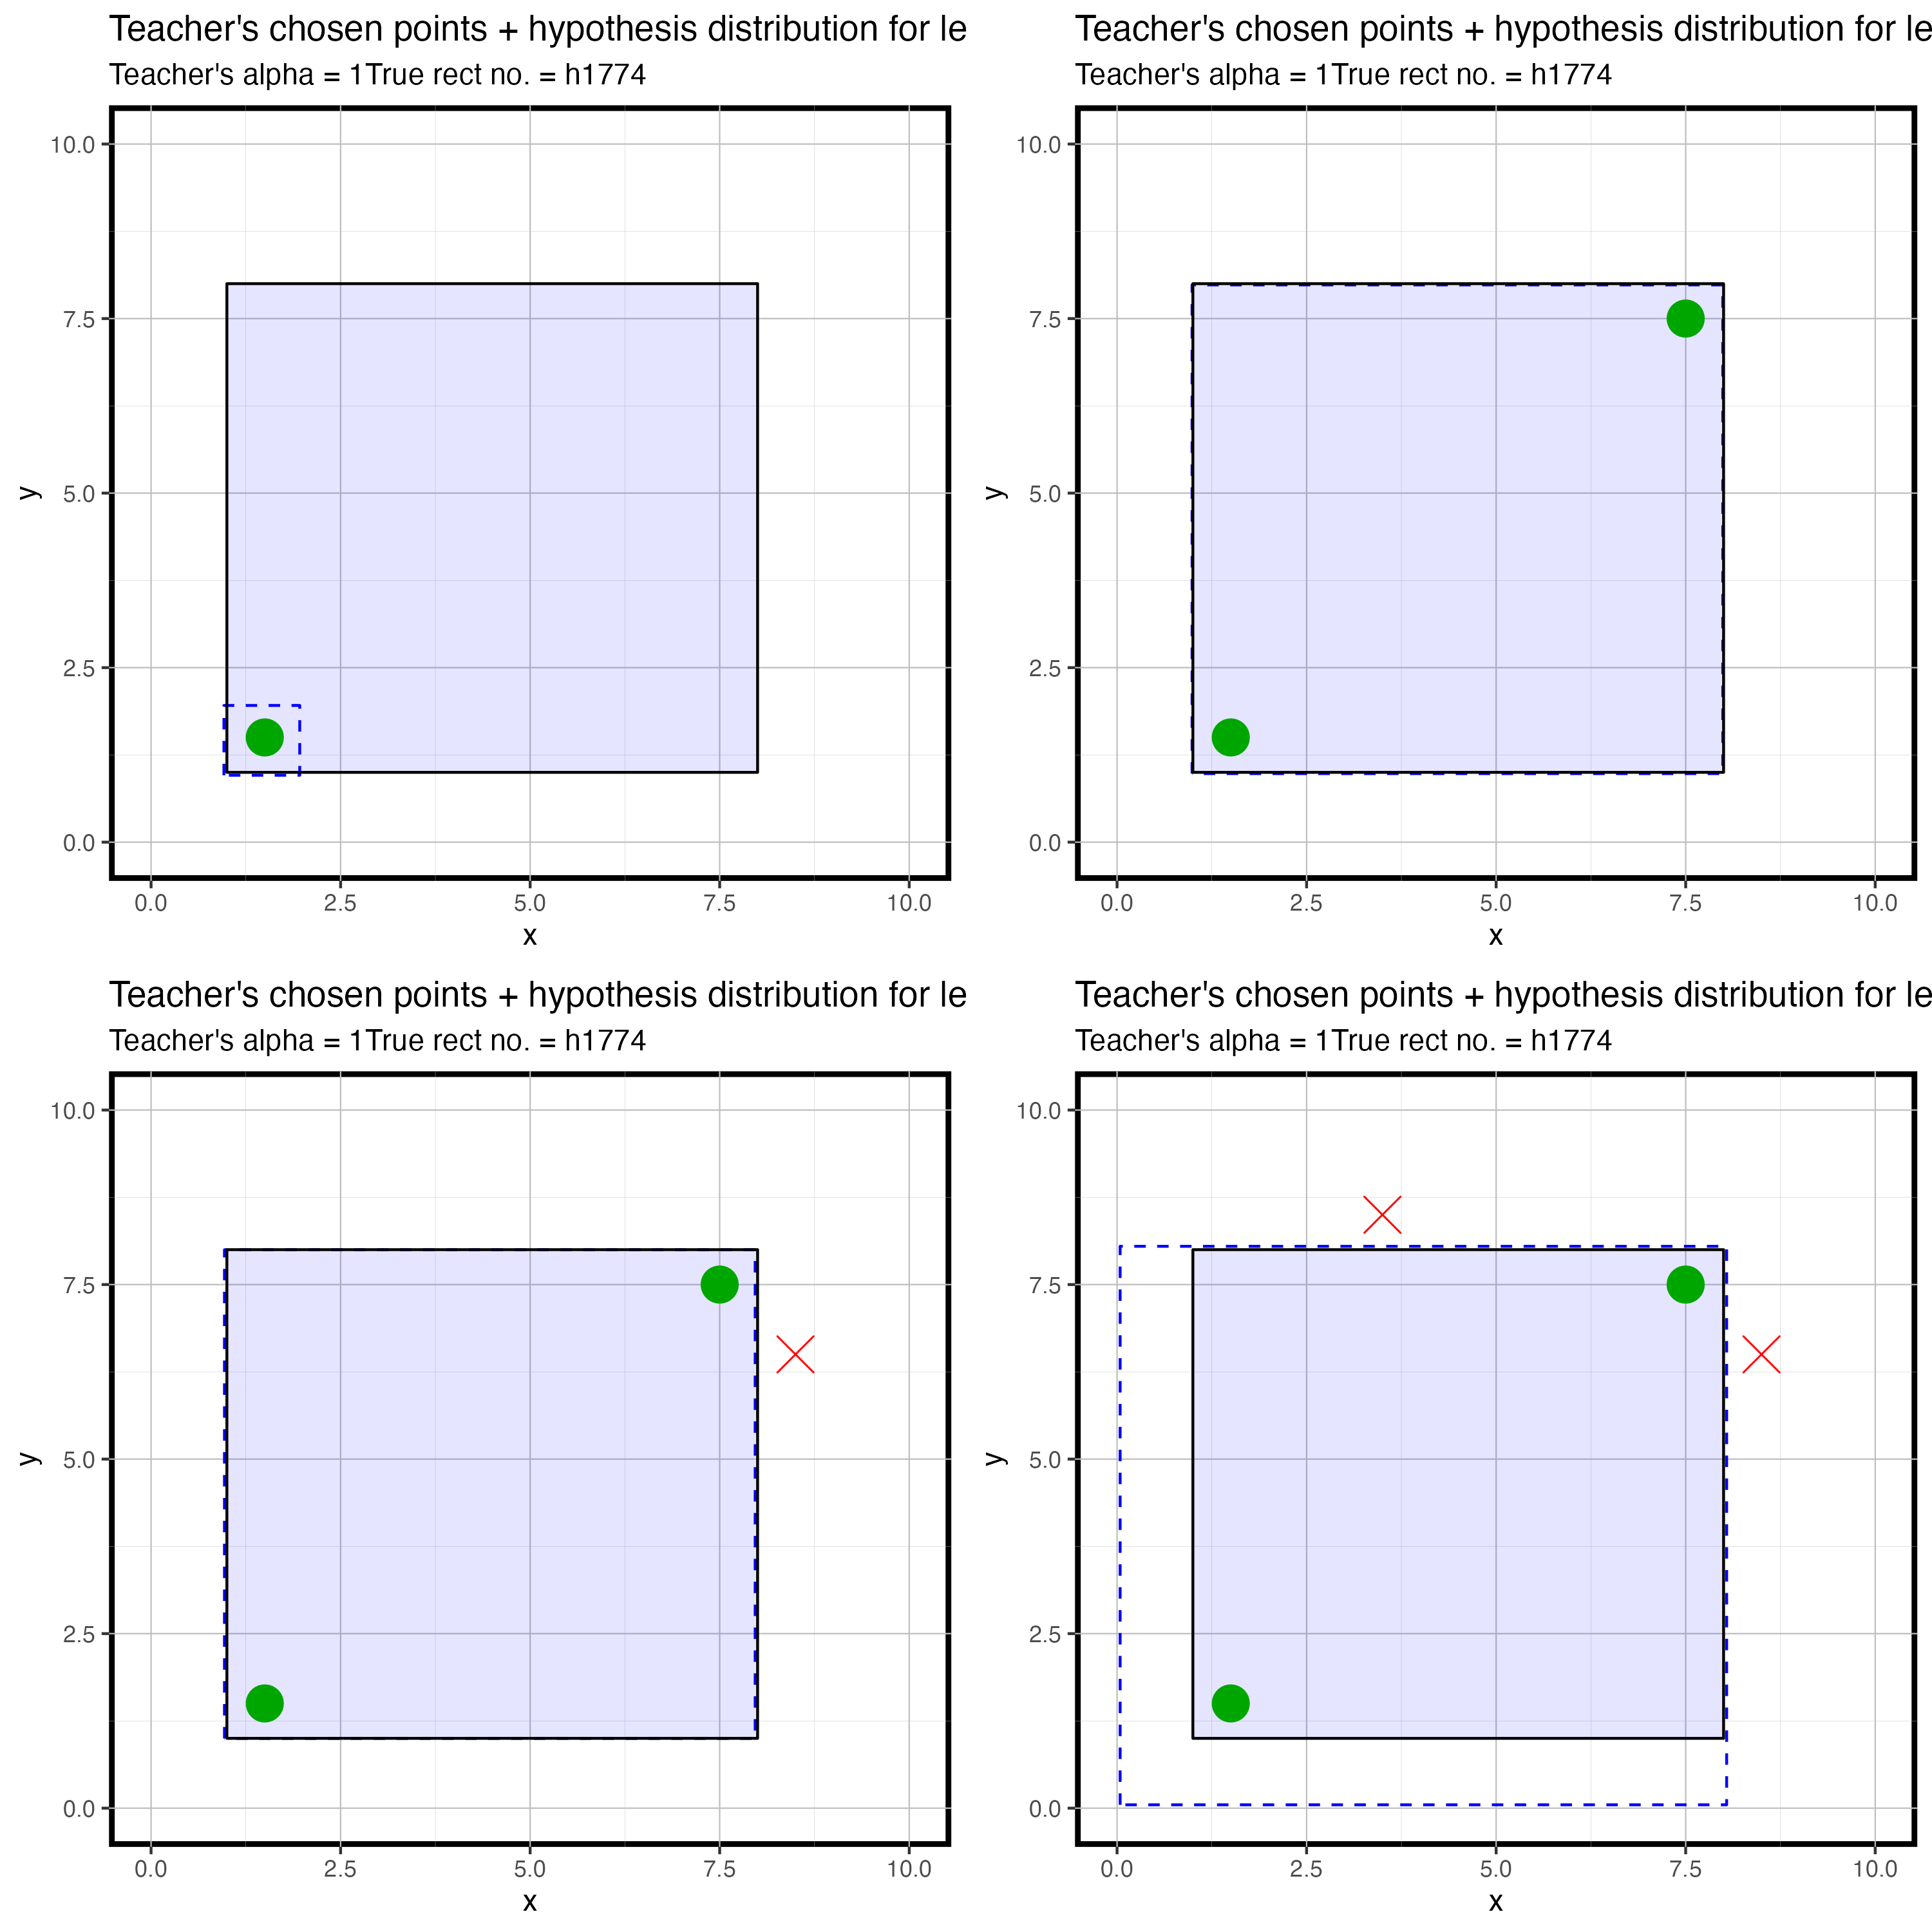 Teacher's chosen points + hypothesis distribution for le
Teacher's alpha = 1True rect no. = h1774
10.0
7.5
5.0
2.5
0.0
y
0.0 2.5 5.0 7.5 10.0
x
Teacher's chosen points + hypothesis distribution for le
Teacher's alpha = 1True rect no. = h1774
10.0
7.5
5.0
2.5
0.0
y
0.0 2.5 5.0 7.5 10.0
x
Teacher's chosen points + hypothesis distribution for le
Teacher's alpha = 1True rect no. = h1774
10.0
7.5
5.0
2.5
0.0
y
0.0 2.5 5.0 7.5 10.0
x
Teacher's chosen points + hypothesis distribution for le
Teacher's alpha = 1True rect no. = h1774
10.0
7.5
5.0
2.5
0.0
y
0.0 2.5 5.0 7.5 10.0
x